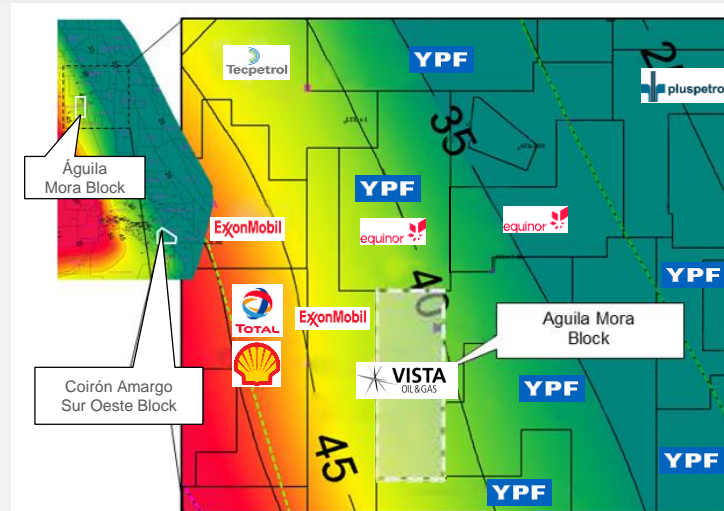 Tecpetrol
YPF
2
pluspetrol
35
YPF
equinor
equinor
ExxonMobil
YPF
Águila
Mora Block
40
TOTAL
ExxonMobil
Aguila Mora
Block
VISTA
OIL & GAS
YPF
Coirón Amargo
Sur Oeste Block
45
YPF
YPF